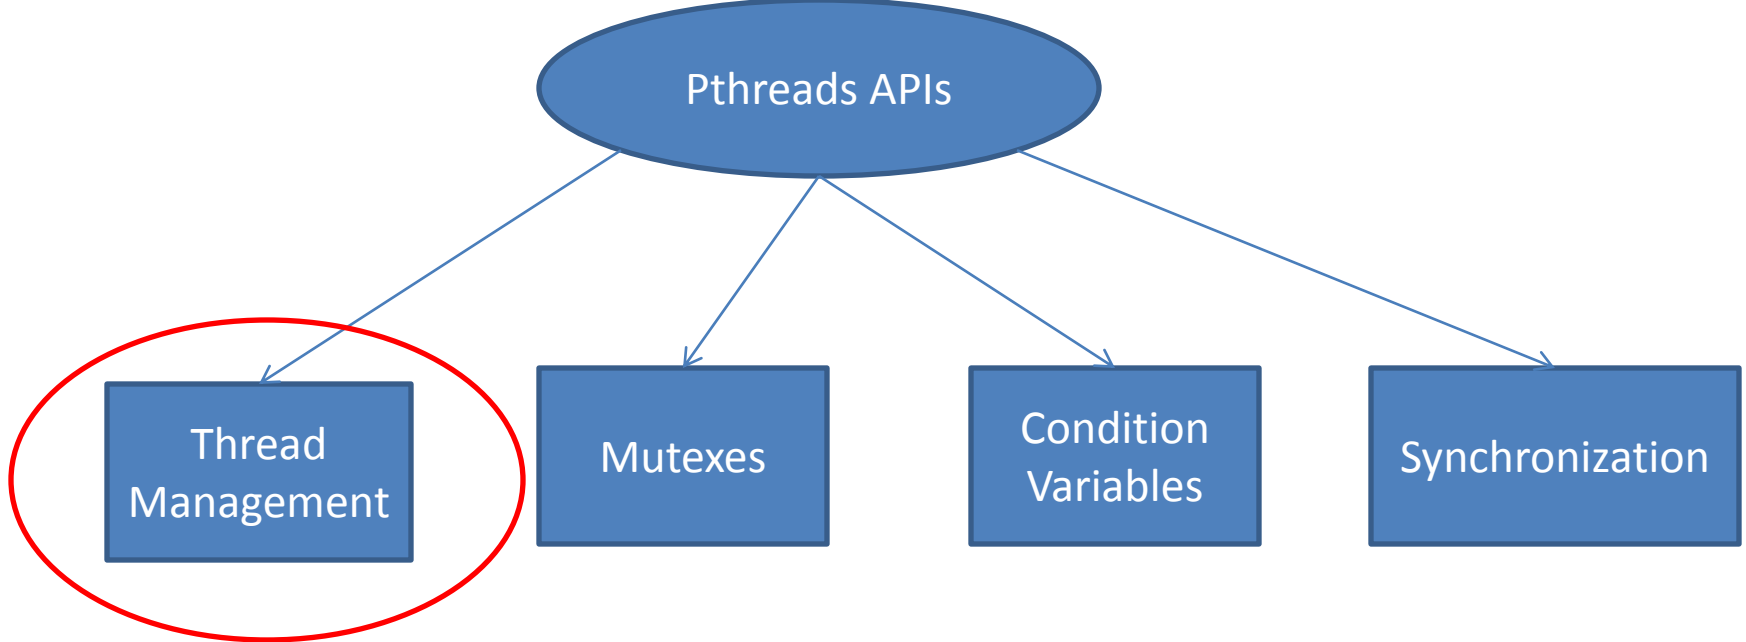 Pthreads APIs
Thread
Management
Mutexes
Condition
Variables
Synchronization